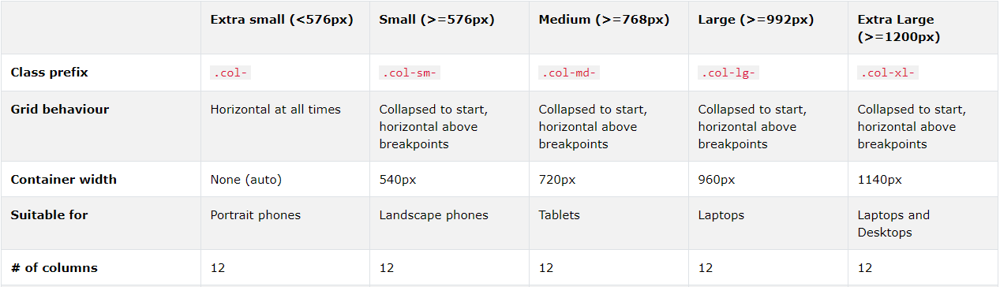 Extra small (<576px) Small (>=576px) Medium (>=768px) Large (>=992px) Extra Large
(>=1200px)
Class prefix .col- .col-sm- .col-md- .col-lg- .col-xl-
Grid behaviour Horizontal at all times Collapsed to start, Collapsed to start, Collapsed to start, Collapsed to start,
horizontal above horizontal above horizontal above horizontal above
breakpoints breakpoints breakpoints breakpoints
Container width None (auto) 540px 720px 960px 1140px
Suitable for Portrait phones Landscape phones Tablets Laptops Laptops and
Desktops
# of columns 12 12 12 12 12